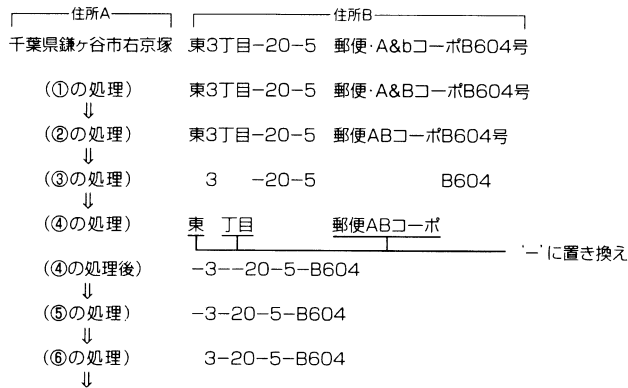 住所A 住所B
千葉県鎌ヶ谷市右京塚 東3丁目-20-5 郵便・A&bコーポB604号
(①の処理) 東3丁目-20-5 郵便・A&BコーポB604号
⇓
(②の処理) 東3丁目-20-5 郵便ABコーポB604号
⇓
(③の処理) 3 -20-5 B604
⇓
(④の処理) 東 丁目 郵便ABコーポ
'-'に置き換え
(④の処理後) -3--20-5-B604
⇓
(⑤の処理) -3-20-5-B604
⇓
(⑥の処理) 3-20-5-B604
⇓